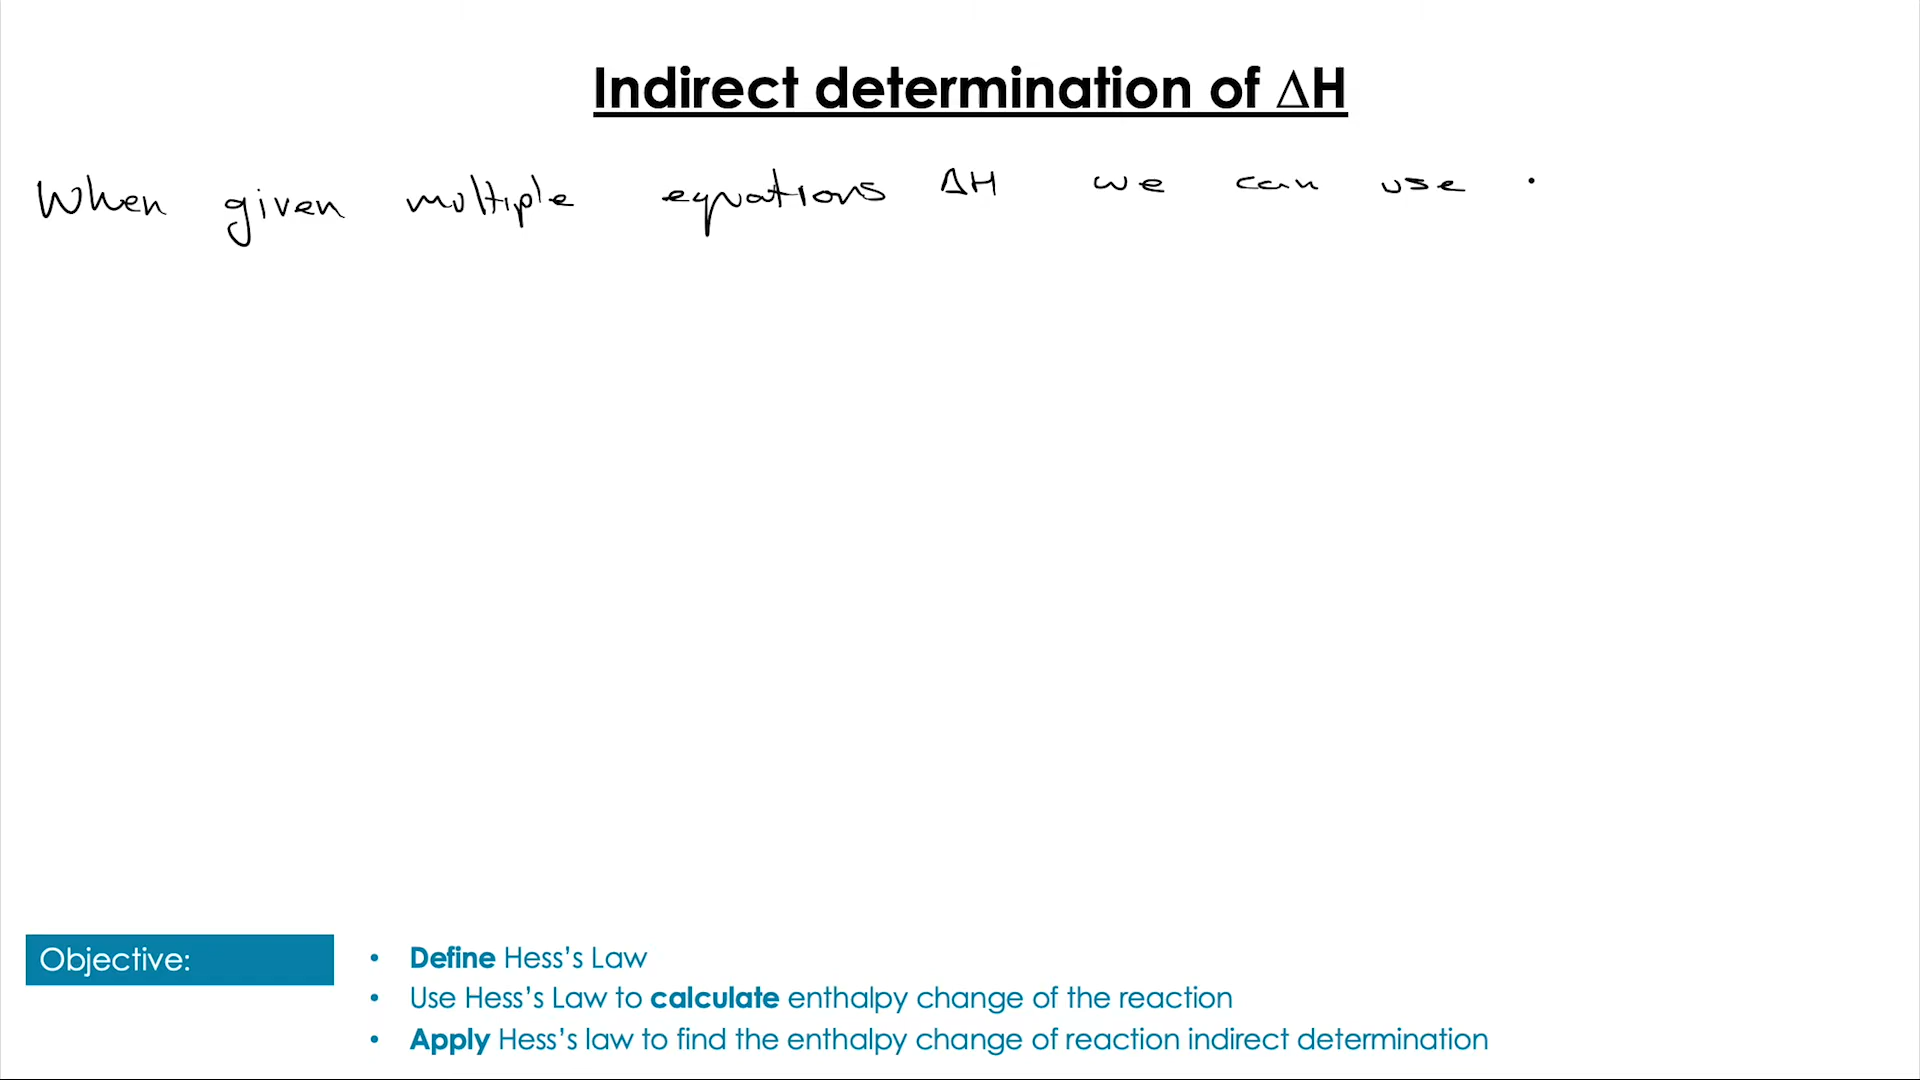 Indirect determination of ΔH
When given multiple equations ΔH we can use
Objective:
• Define Hess’s Law
• Use Hess’s Law to calculate enthalpy change of the reaction
• Apply Hess’s law to find the enthalpy change of reaction indirect determination